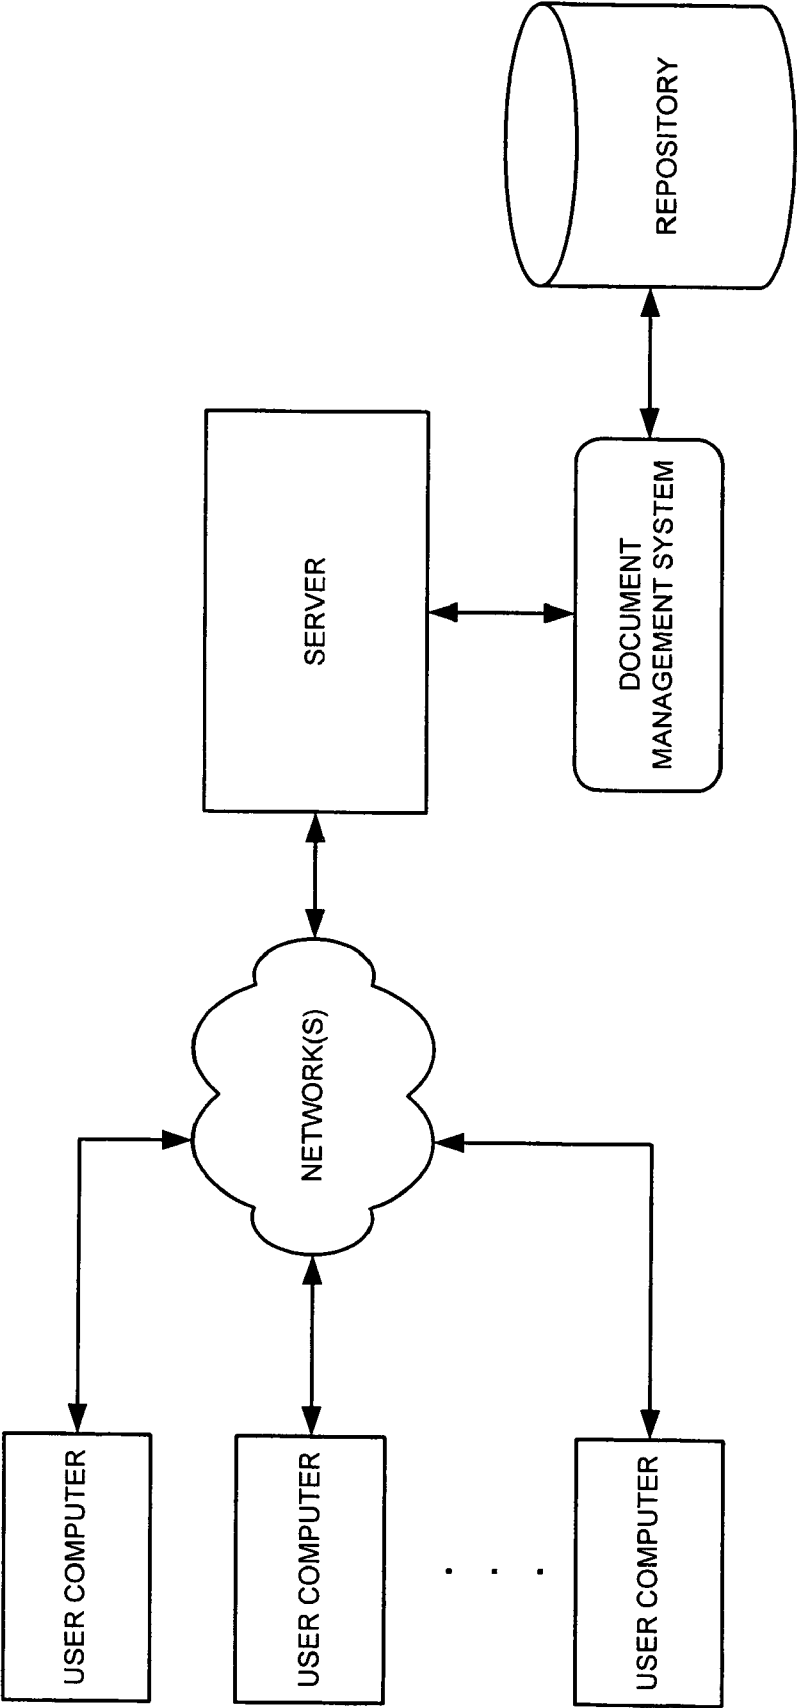 USER COMPUTER
USER COMPUTER
. . .
USER COMPUTER
NETWORK(S)
SERVER
DOCUMENT
MANAGEMENT SYSTEM
REPOSITORY